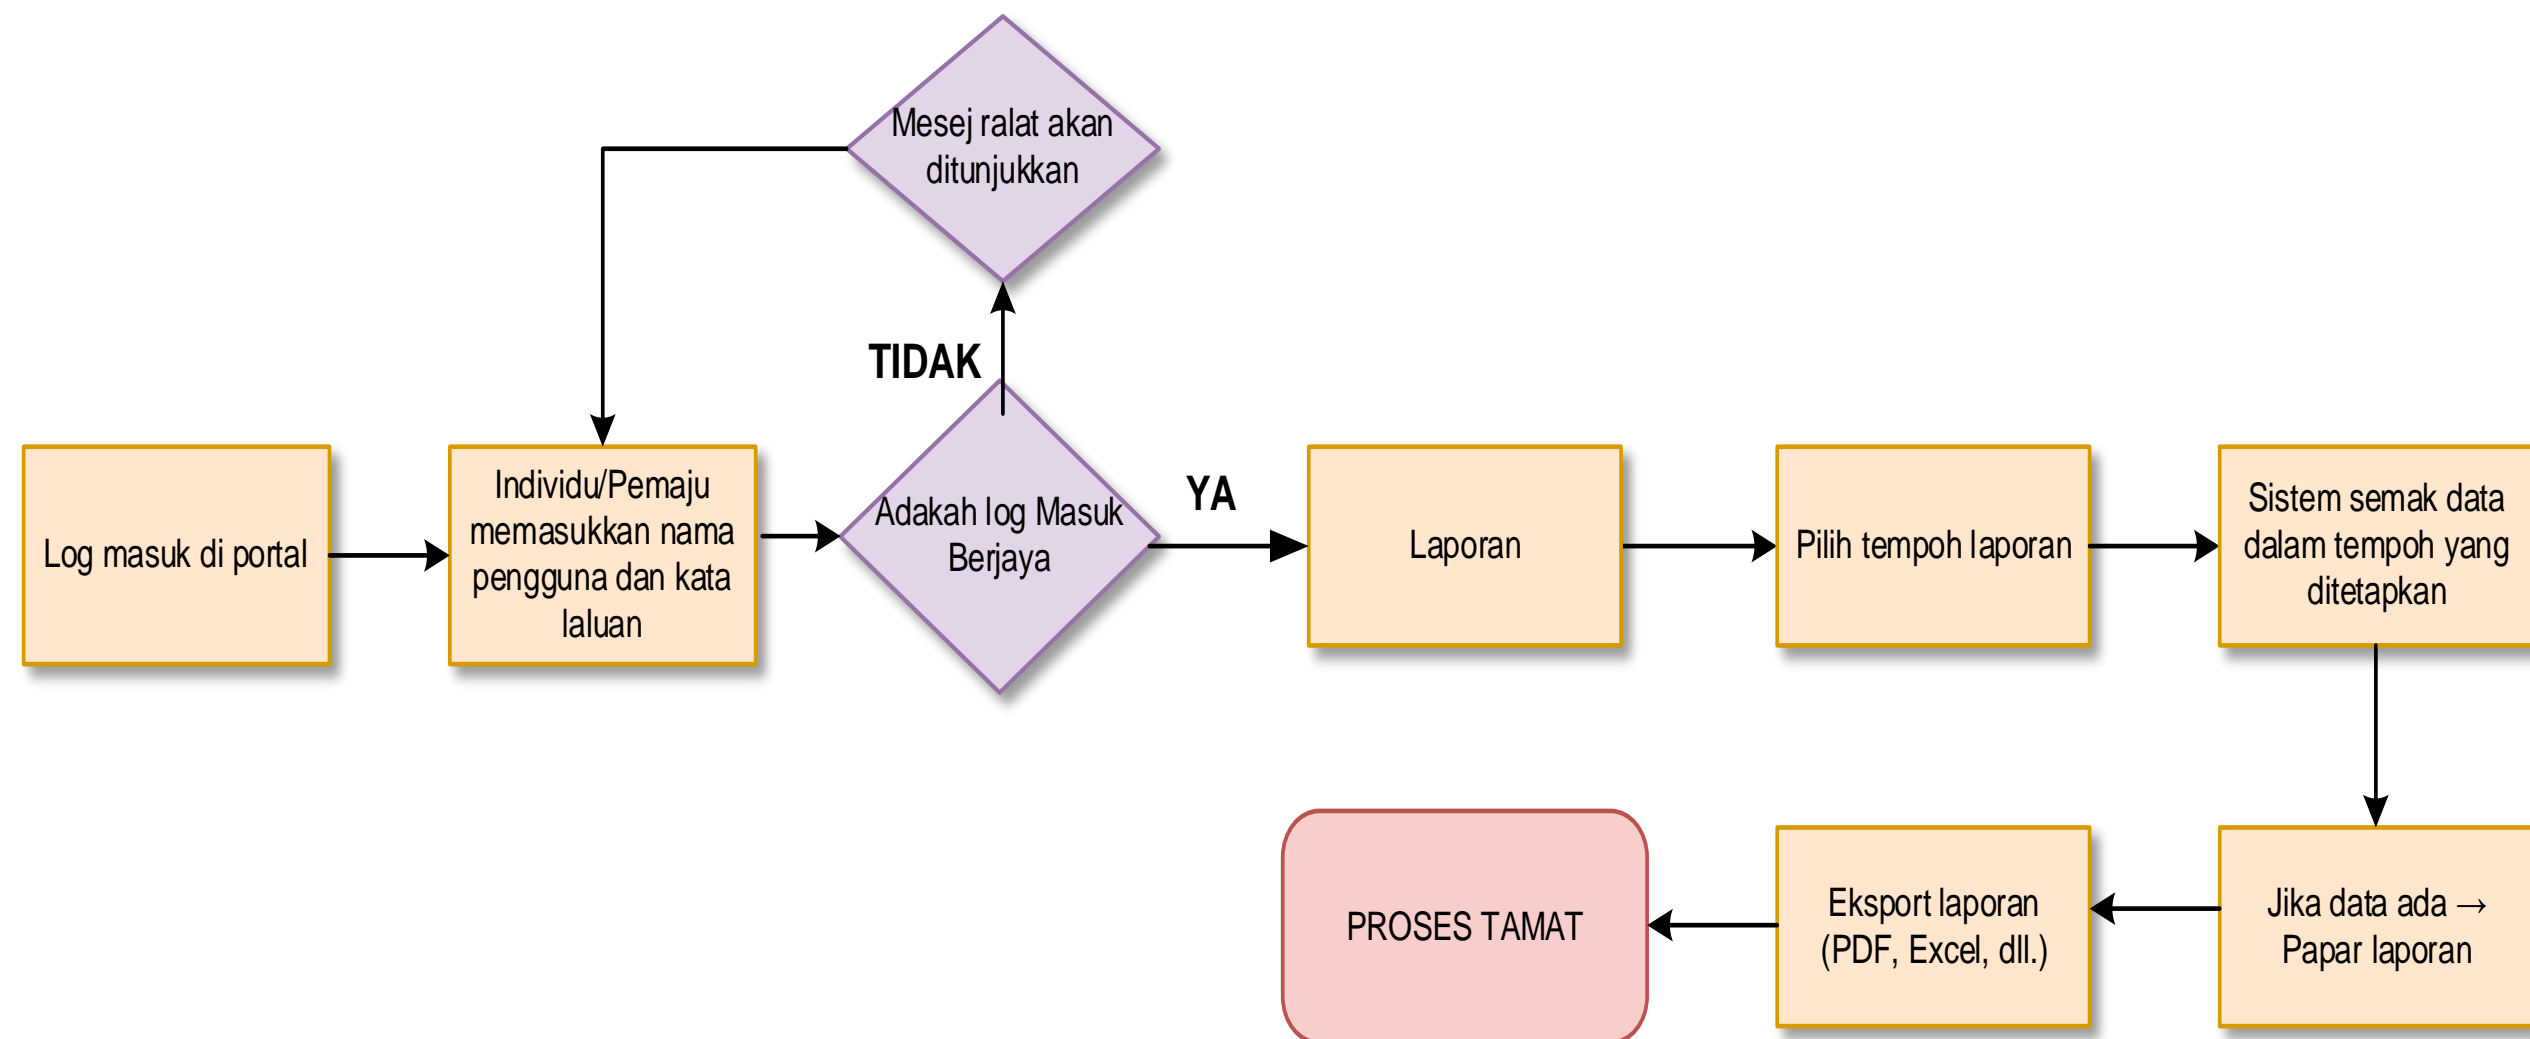 Mesej ralat akan
ditunjukkan
TIDAK
Log masuk di portal
Individu/Pemaju
memasukkan nama
pengguna dan kata
laluan
Adakah log Masuk
Berjaya
YA
Laporan
Pilih tempoh laporan
Sistem semak data
dalam tempoh yang
ditetapkan
Jika data ada →
Papar laporan
Eksport laporan
(PDF, Excel, dll.)
PROSES TAMAT